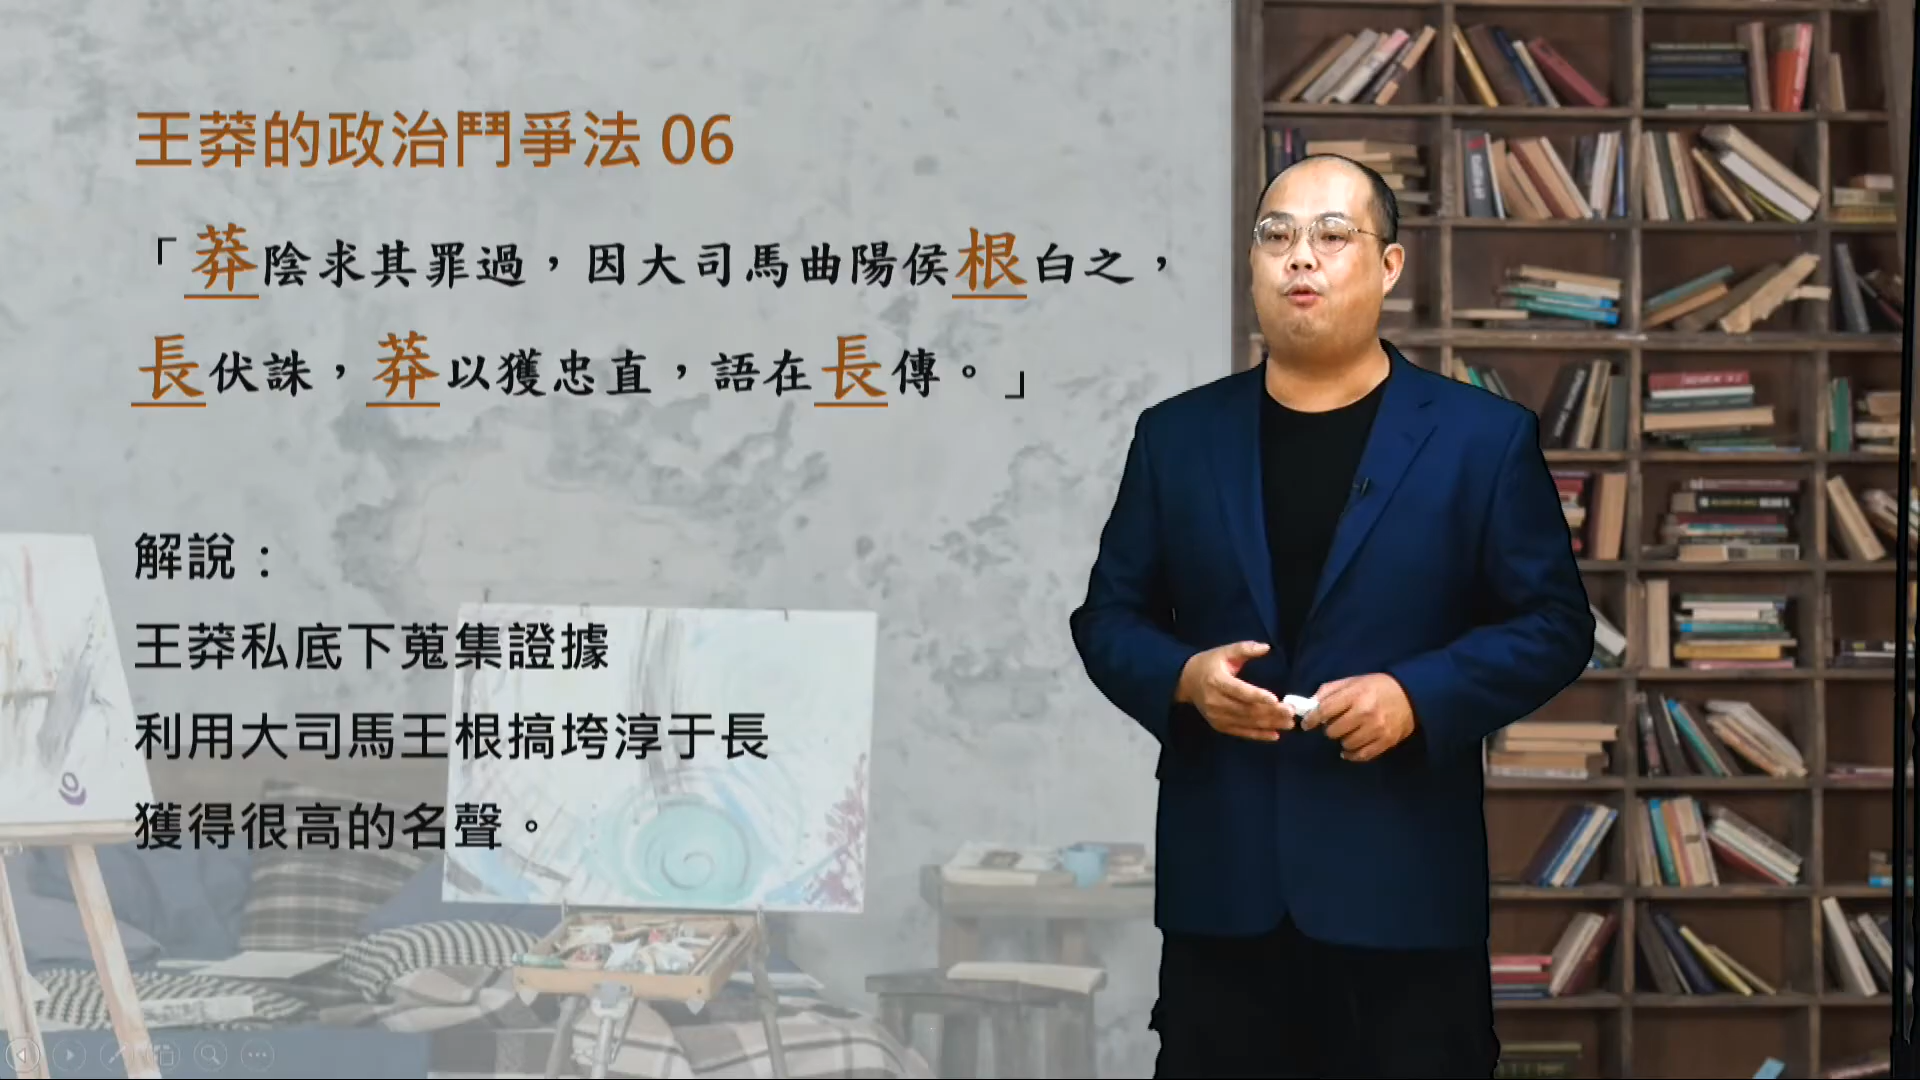 王莽的政治鬥爭法 06
「莽陰求其罪過，因大司馬曲陽侯根白之，
長伏誅，莽以獲忠直，語在長傳。」
解說：
王莽私底下蒐集證據
利用大司馬王根搞垮淳于長
獲得很高的名聲。